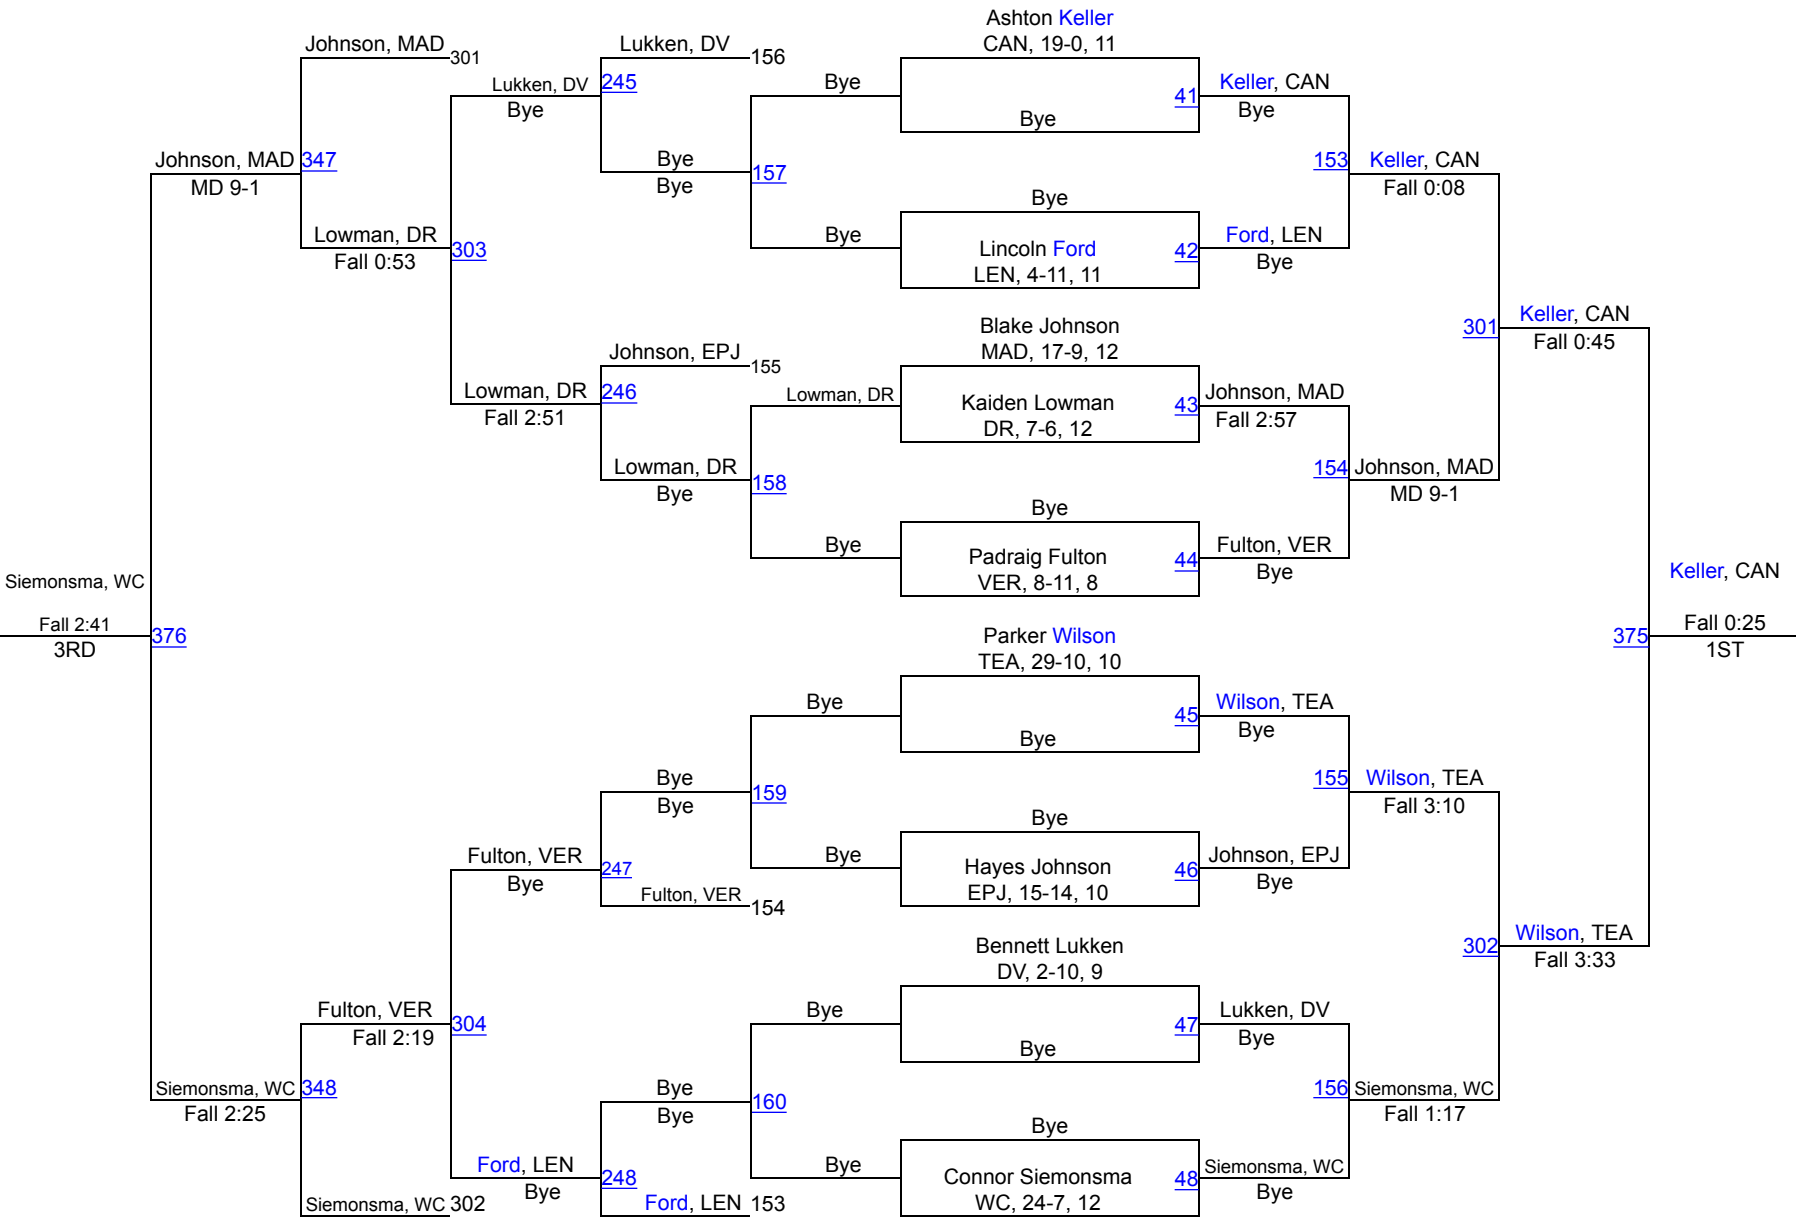 Ashton Keller
CAN, 19-0, 11
Johnson, MAD
301
Lukken, DV
156
Lukken, DV
Bye
245
Bye
41
Keller, CAN
Bye
Bye
Johnson, MAD
347
MD 9-1
Bye
Bye
157
153
Keller, CAN
Fall 0:08
Bye
Lowman, DR
Fall 0:53
303
Bye
Lincoln Ford
LEN, 4-11, 11
42
Ford, LEN
Bye
Blake Johnson
MAD, 17-9, 12
301
Keller, CAN
Fall 0:45
Johnson, EPJ
155
Lowman, DR
Fall 2:51
246
Lowman, DR
Kaiden Lowman
DR, 7-6, 12
43
Johnson, MAD
Fall 2:57
Lowman, DR
Bye
158
154
Johnson, MAD
MD 9-1
Bye
Bye
Padraig Fulton
VER, 8-11, 8
44
Fulton, VER
Bye
Siemonsma, WC
Fall 2:41
3RD
376
Keller, CAN
375
Fall 0:25
1ST
Parker Wilson
TEA, 29-10, 10
Bye
45
Wilson, TEA
Bye
Bye
Bye
Bye
159
155
Wilson, TEA
Fall 3:10
Bye
Fulton, VER
Bye
247
Bye
Hayes Johnson
EPJ, 15-14, 10
46
Johnson, EPJ
Bye
Fulton, VER
154
Bennett Lukken
DV, 2-10, 9
302
Wilson, TEA
Fall 3:33
Fulton, VER
Fall 2:19
304
Bye
47
Lukken, DV
Bye
Bye
Siemonsma, WC
348
Fall 2:25
Bye
Bye
160
156
Siemonsma, WC
Fall 1:17
Bye
Ford, LEN
Bye
248
Bye
Connor Siemonsma
WC, 24-7, 12
48
Siemonsma, WC
Bye
Siemonsma, WC
302
Ford, LEN
153